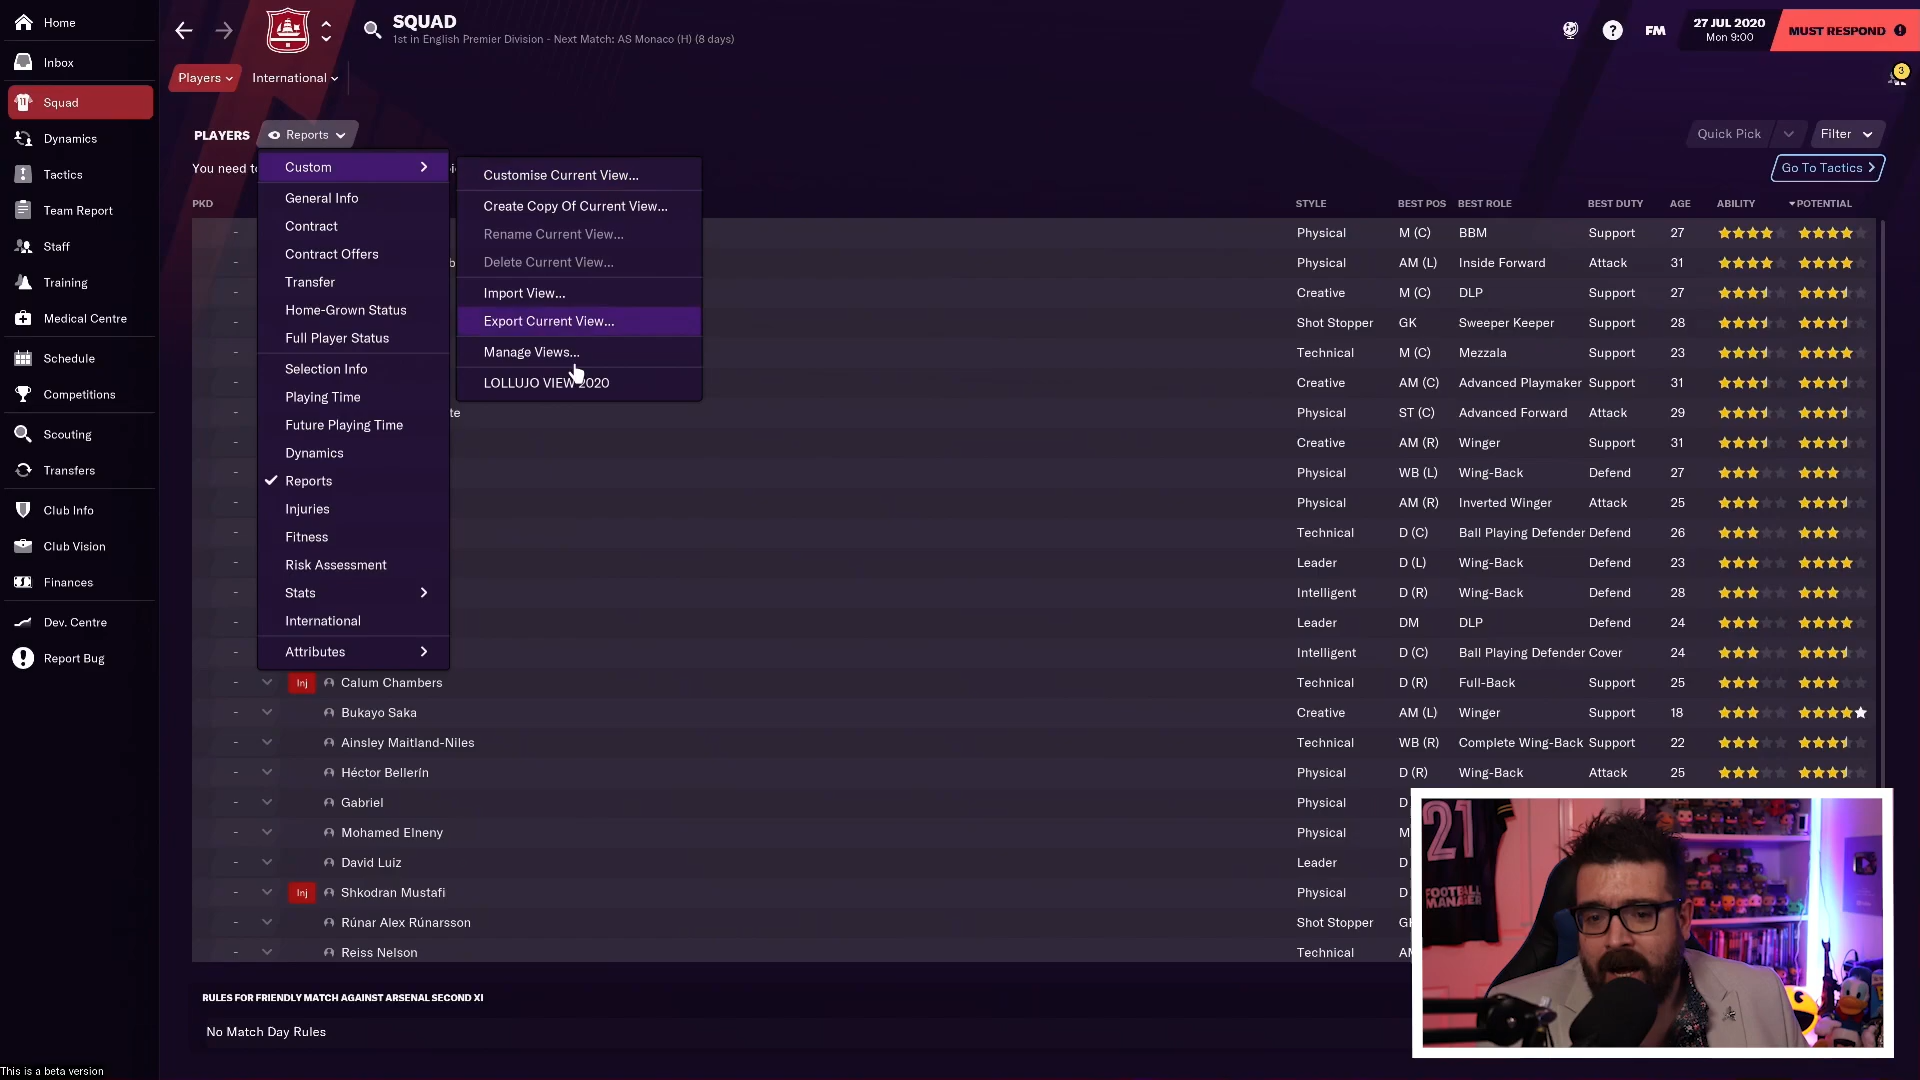 Home
Inbox
Squad
Dynamics
Tactics
Team Report
Staff
Training
Medical Centre
Schedule
Competitions
Scouting
Transfers
Club Info
Club Vision
Finances
Dev. Centre
Report Bug
This is a beta version
SQUAD
1st in English Premier Division - Next Match: AS Monaco (H) (8 days)
FM
27 JUL 2020
Mon 9:00
MUST RESPOND
3
Players
International
PLAYERS
Reports
Quick Pick
Filter
You need to
Go To Tactics
Custom
General Info
Contract
Contract Offers
Transfer
Home-Grown Status
Full Player Status
Selection Info
Playing Time
Future Playing Time
Dynamics
Reports
Injuries
Fitness
Risk Assessment
Stats
International
Attributes
Customise Current View...
Create Copy Of Current View...
Rename Current View...
Delete Current View...
Import View...
Export Current View...
Manage Views...
LOLLUJO VIEW 2020
PKD STYLE BEST POS BEST ROLE BEST DUTY AGE ABILITY POTENTIAL
- Physical M (C) BBM Support 27
- Physical AM (L) Inside Forward Attack 31
- Creative M (C) DLP Support 27
- Shot Stopper GK Sweeper Keeper Support 28
- Technical M (C) Mezzala Support 23
- Creative AM (C) Advanced Playmaker Support 31
- te Physical ST (C) Advanced Forward Attack 29
- Creative AM (R) Winger Support 31
- Physical WB (L) Wing-Back Defend 27
- Physical AM (R) Inverted Winger Attack 25
- Technical D (C) Ball Playing Defender Defend 26
- Leader D (L) Wing-Back Defend 23
- Intelligent D (R) Wing-Back Defend 28
- Leader DM DLP Defend 24
- Intelligent D (C) Ball Playing Defender Cover 24
- Inj Calum Chambers Technical D (R) Full-Back Support 25
- Bukayo Saka Creative AM (L) Winger Support 18
- Ainsley Maitland-Niles Technical WB (R) Complete Wing-Back Support 22
- Héctor Bellerín Physical D (R) Wing-Back Attack 25
- Gabriel Physical D
- Mohamed Elneny Physical M
- David Luiz Leader D
- Inj Shkodran Mustafi Physical D
- Rúnar Alex Rúnarsson Shot Stopper GK
- Reiss Nelson Technical AM
RULES FOR FRIENDLY MATCH AGAINST ARSENAL SECOND XI
No Match Day Rules
21
FOOTBALL
MANAGER